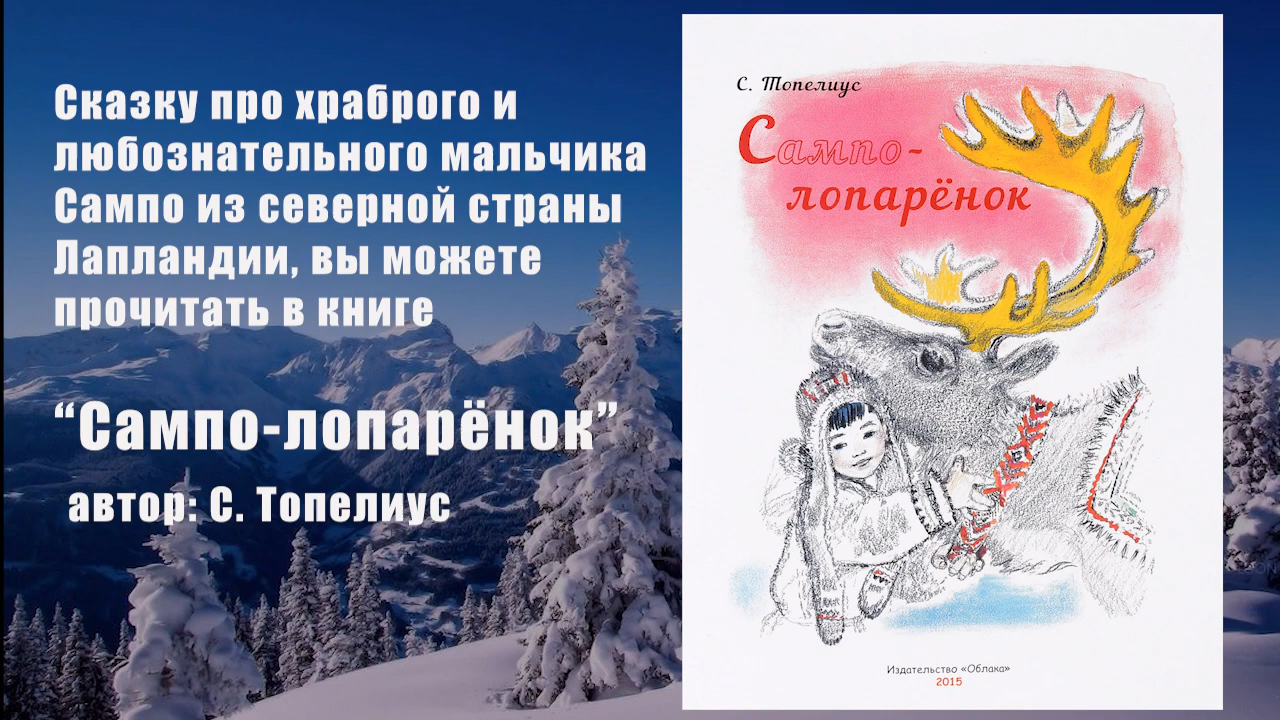 Сказку про храброго и
любознательного мальчика
Сампо из северной страны
Лапландии, вы можете
прочитать в книге
“Сампо-лопарёнок”
автор: С. Топелиус
С. Топелиус
Сампо-
лопарёнок
Издательство «Облака»
2015